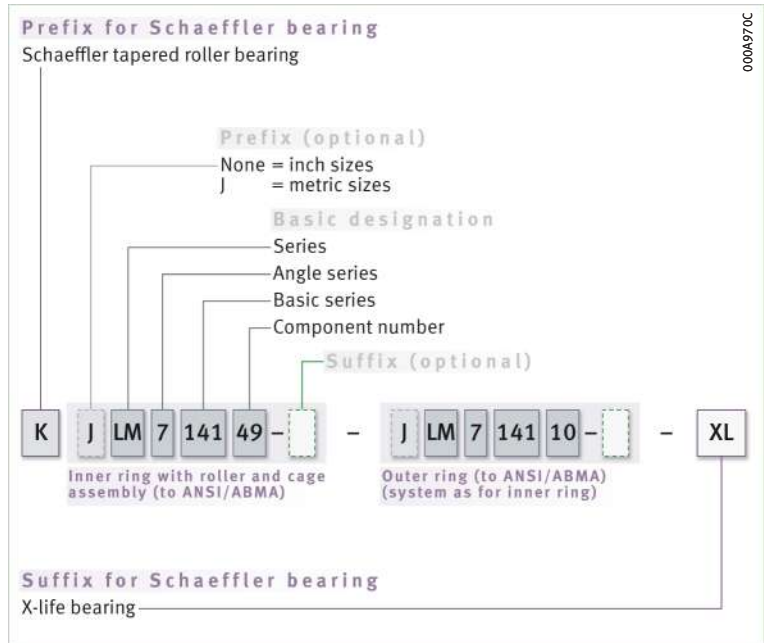 Prefix for Schaeffler bearing
Schaeffler tapered roller bearing
000A970C
Prefix (optional)
None = inch sizes
J = metric sizes
Basic designation
Series
Angle series
Basic series
Component number
Suffix (optional)
K J LM 7 141 49 – – J LM 7 141 10 – – XL
Inner ring with roller and cage
assembly (to ANSI/ABMA)
Outer ring (to ANSI/ABMA)
(system as for inner ring)
Suffix for Schaeffler bearing
X-life bearing